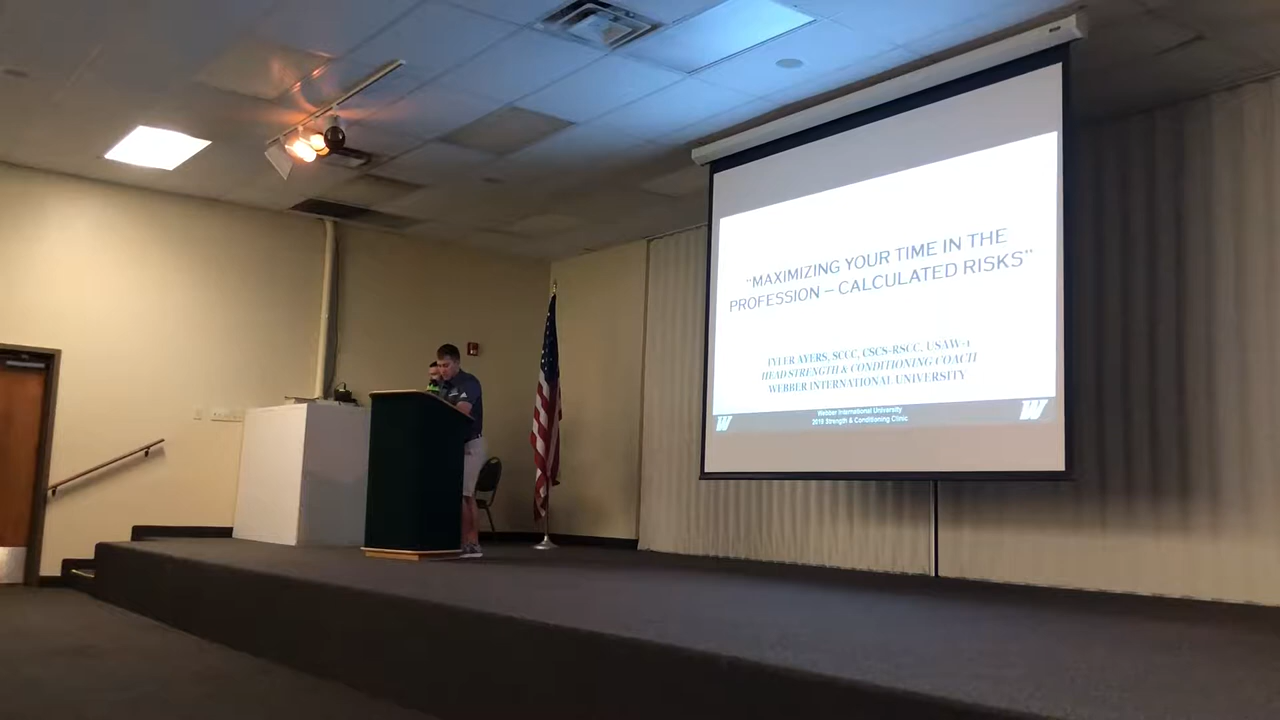 “MAXIMIZING YOUR TIME IN THE
PROFESSION – CALCULATED RISKS”
TYLER AYERS, SCCC, CSCS-RSCC, USAW-1
HEAD STRENGTH & CONDITIONING COACH
WEBBER INTERNATIONAL UNIVERSITY
W
Webber International University
2019 Strength & Conditioning Clinic
W